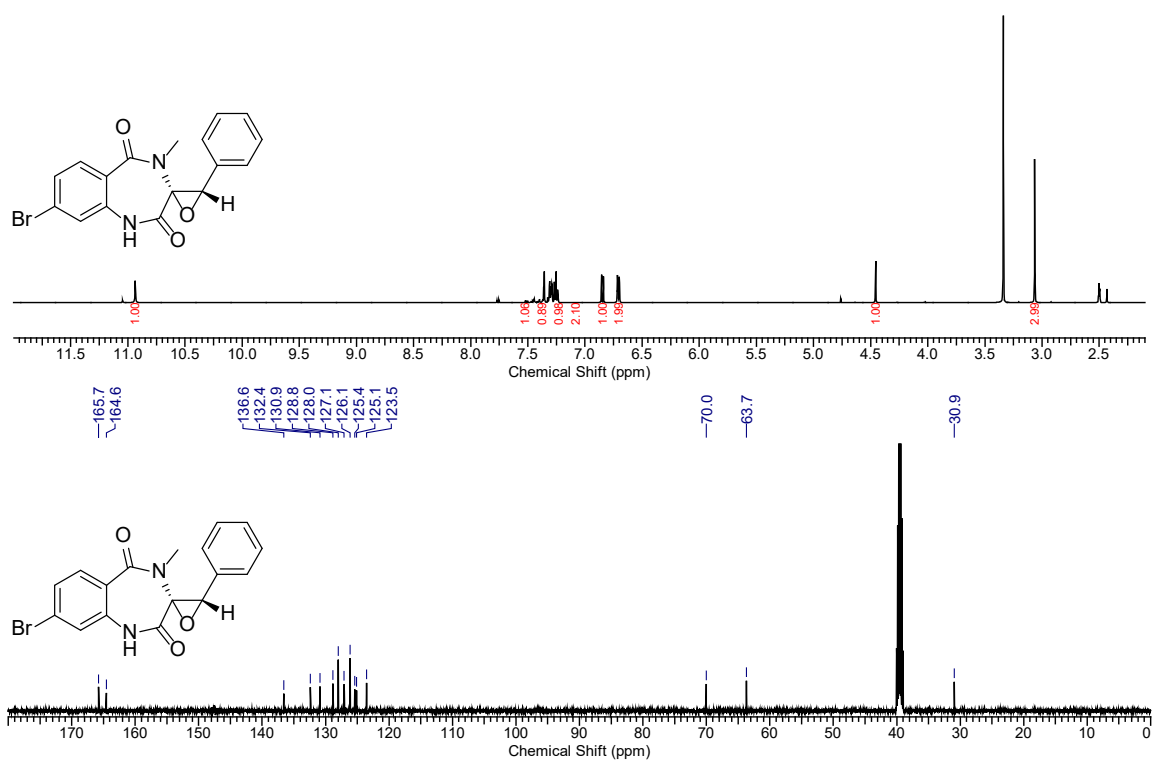 O
N
Br
N
H
O
O
H
1.00
1.06
0.89
0.98
2.10
1.00
1.99
1.00
2.99
11.5 11.0 10.5 10.0 9.5 9.0 8.5 8.0 7.5 7.0 6.5 6.0 5.5 5.0 4.5 4.0 3.5 3.0 2.5
Chemical Shift (ppm)
165.7
164.6
136.6
132.4
130.9
128.8
128.0
127.1
126.1
125.4
125.1
123.5
70.0
63.7
30.9
O
N
Br
N
H
O
O
H
170 160 150 140 130 120 110 100 90 80 70 60 50 40 30 20 10 0
Chemical Shift (ppm)